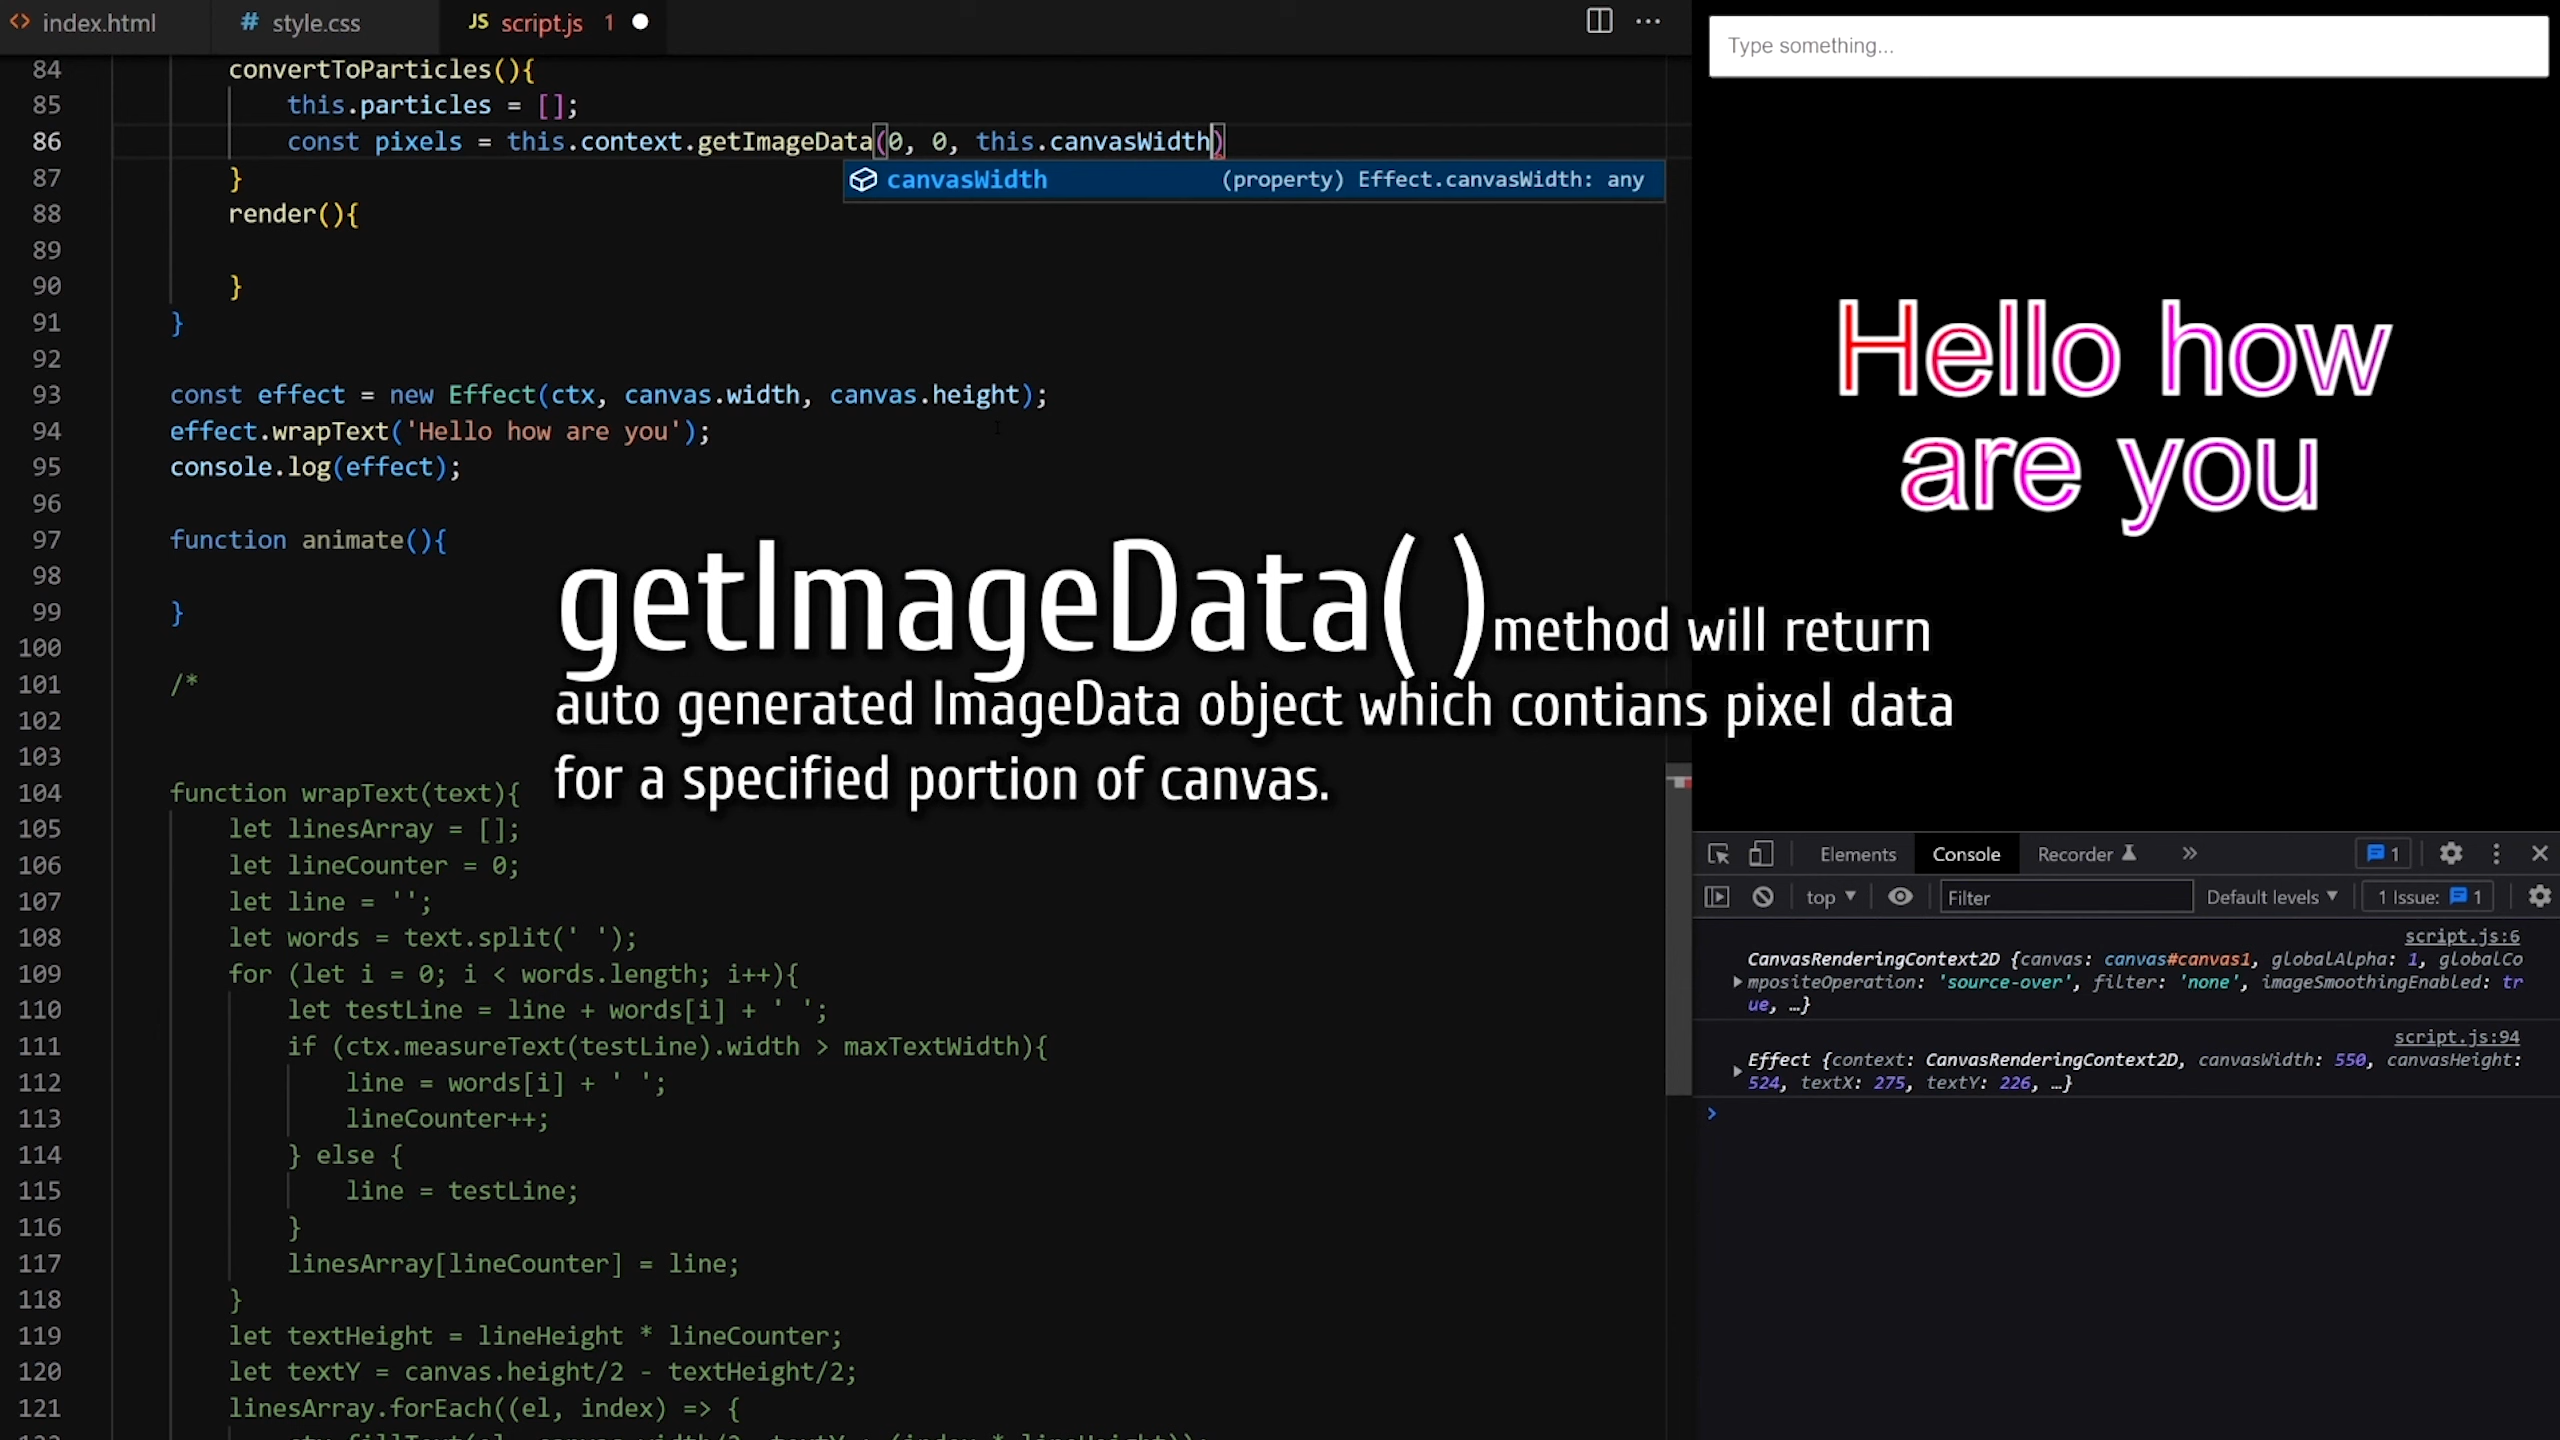 index.html
style.css
JS script.js 1
84 convertToParticles(){
85 this.particles = [];
86 const pixels = this.context.getImageData(0, 0, this.canvasWidth)
canvasWidth (property) Effect.canvasWidth: any
87 }
88 render(){
89
90 }
91 }
92
93 const effect = new Effect(ctx, canvas.width, canvas.height);
94 effect.wrapText('Hello how are you');
95 console.log(effect);
96
97 function animate(){
98
99 }
100
101 /*
102
103
104 function wrapText(text){
105 let linesArray = [];
106 let lineCounter = 0;
107 let line = '';
108 let words = text.split(' ');
109 for (let i = 0; i < words.length; i++){
110 let testLine = line + words[i] + ' ';
111 if (ctx.measureText(testLine).width > maxTextWidth){
112 line = words[i] + ' ';
113 lineCounter++;
114 } else {
115 line = testLine;
116 }
117 linesArray[lineCounter] = line;
118 }
119 let textHeight = lineHeight * lineCounter;
120 let textY = canvas.height/2 - textHeight/2;
121 linesArray.forEach((el, index) => {
getImageData() method will return
auto generated ImageData object which contians pixel data
for a specified portion of canvas.
Type something...
Hello how
are you
Elements Console Recorder 1
top Filter Default levels 1 Issue: 1
script.js:6
CanvasRenderingContext2D {canvas: canvas#canvas1, globalAlpha: 1, globalCo
mpositeOperation: 'source-over', filter: 'none', imageSmoothingEnabled: tr
ue, …}
script.js:94
Effect {context: CanvasRenderingContext2D, canvasWidth: 550, canvasHeight:
524, textX: 275, textY: 226, …}